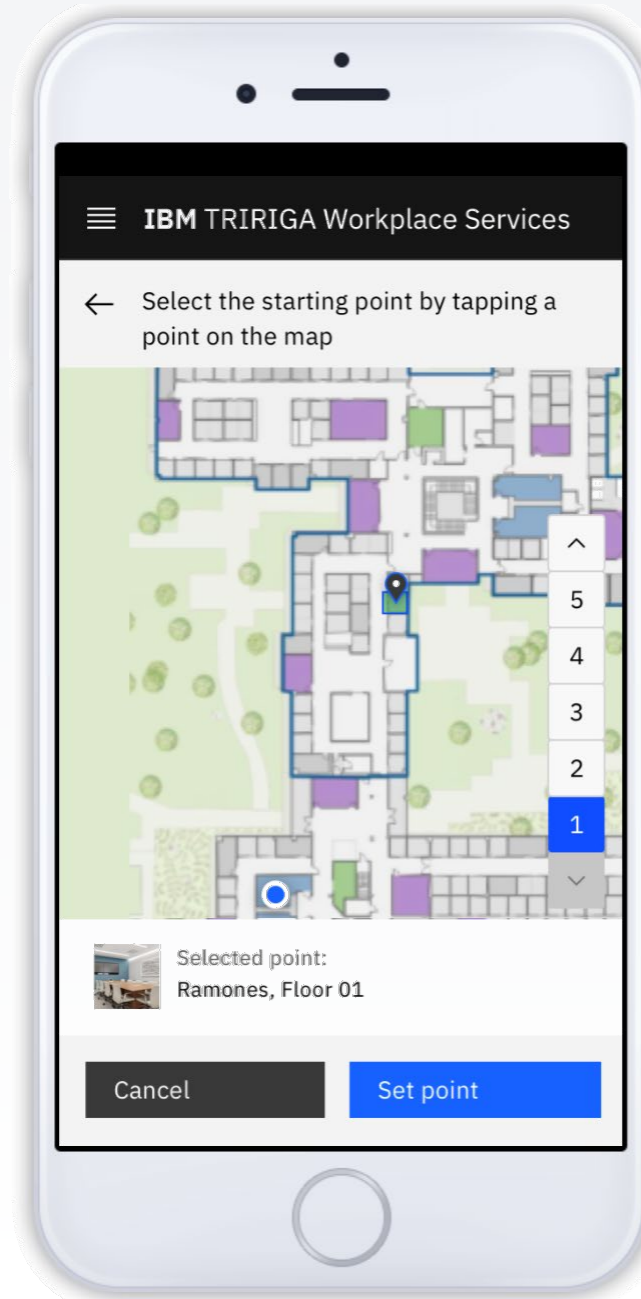 IBM TRIRIGA Workplace Services
Select the starting point by tapping a
point on the map
5
4
3
2
1
Selected point:
Ramones, Floor 01
Cancel
Set point